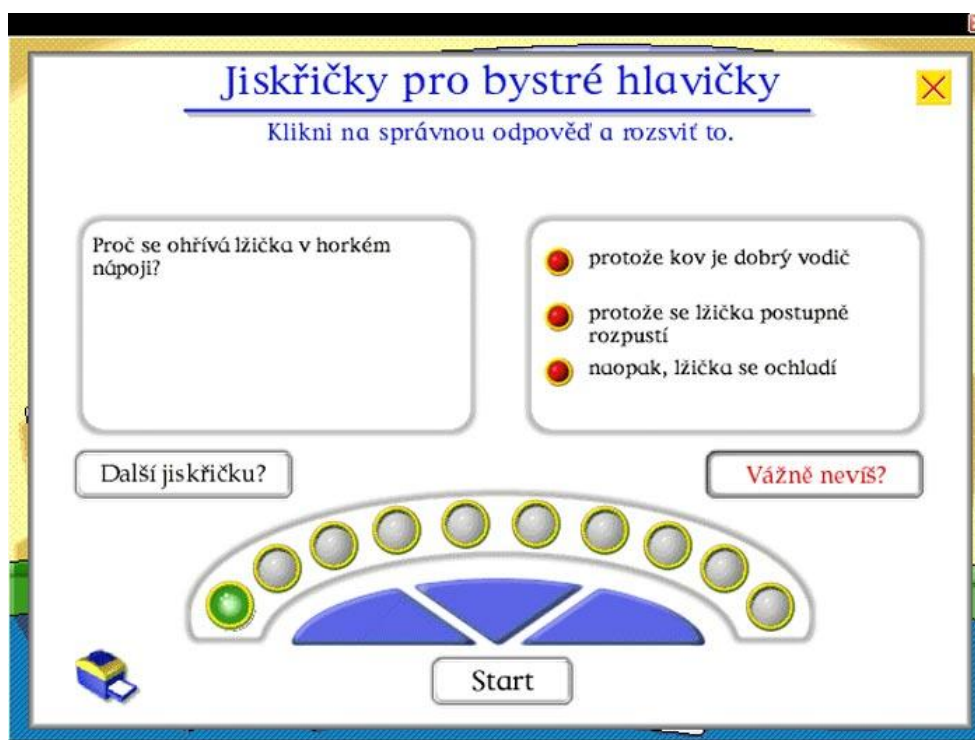 Jiskřičky pro bystré hlavičky
Klikni na správnou odpověď a rozsviť to.
Proč se ohřívá lžička v horkém
nápoji?
protože kov je dobrý vodič
protože se lžička postupně
rozpustí
naopak, lžička se ochladí
Další jiskřičku?
Vážně nevíš?
Start